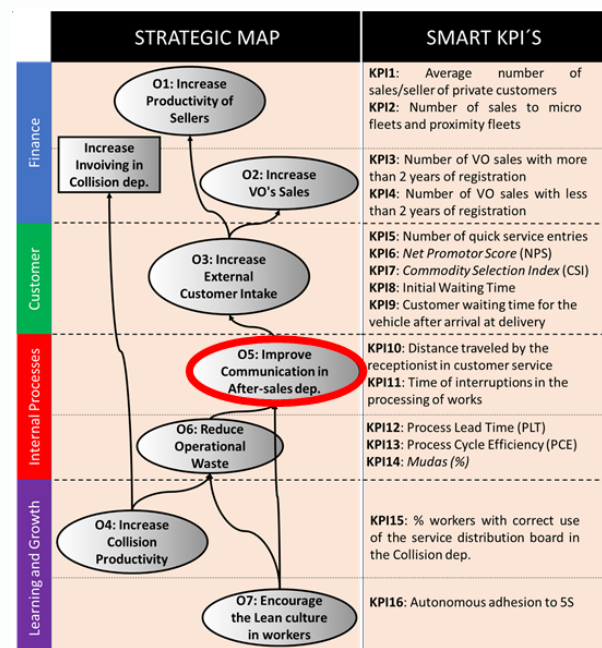 STRATEGIC MAP
SMART KPI´S
Finance
O1: Increase
Productivity of
Sellers
Increase
Invoiving in
Collision dep.
O2: Increase
VO's Sales
KPI1: Average number of
sales/seller of private customers
KPI2: Number of sales to micro
fleets and proximity fleets
KPI3: Number of VO sales with more
than 2 years of registration
KPI4: Number of VO sales with less
than 2 years of registration
Customer
O3: Increase
External
Customer Intake
KPI5: Number of quick service entries
KPI6: Net Promotor Score (NPS)
KPI7: Commodity Selection Index (CSI)
KPI8: Initial Waiting Time
KPI9: Customer waiting time for the
vehicle after arrival at delivery
Internal Processes
O5: Improve
Communication in
After-sales dep.
O6: Reduce
Operational
Waste
KPI10: Distance traveled by the
receptionist in customer service
KPI11: Time of interruptions in the
processing of works
KPI12: Process Lead Time (PLT)
KPI13: Process Cycle Efficiency (PCE)
KPI14: Mudas (%)
Learning and Growth
O4: Increase
Collision
Productivity
O7: Encourage
the Lean culture
in workers
KPI15: % workers with correct use
of the service distribution board in
the Collision dep.
KPI16: Autonomous adhesion to 5S